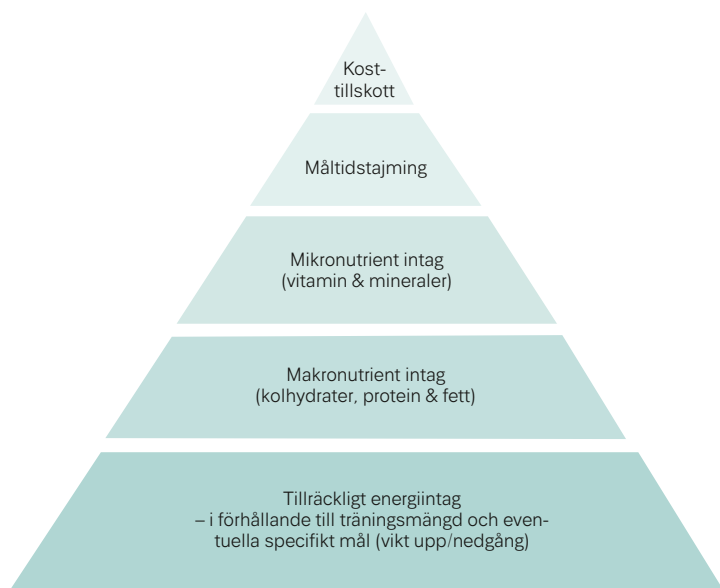 Kost-
tillskott
Måltidstajming
Mikronutrient intag
(vitamin & mineraler)
Makronutrient intag
(kolhydrater, protein & fett)
Tillräckligt energiintag
– i förhållande till träningsmängd och even-
tuella specifikt mål (vikt upp/nedgång)